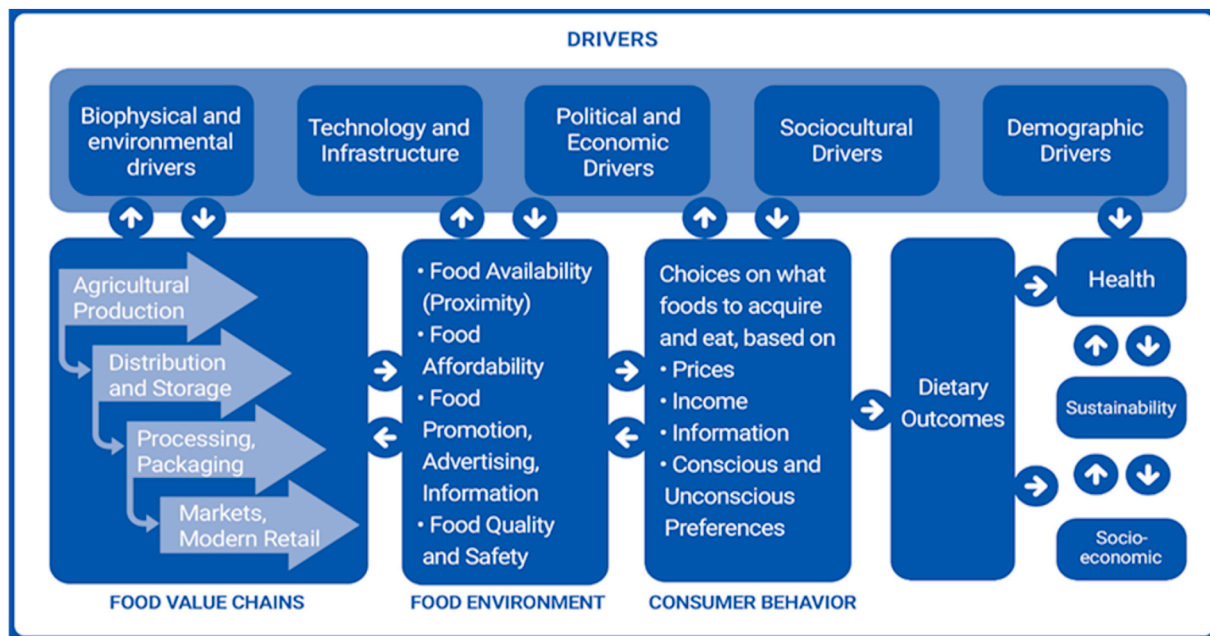 DRIVERS
Biophysical and
environmental
drivers
Technology and
Infrastructure
Political and
Economic
Drivers
Sociocultural
Drivers
Demographic
Drivers
Agricultural
Production
Distribution
and Storage
Processing,
Packaging
Markets,
Modern Retail
FOOD VALUE CHAINS
• Food Availability
(Proximity)
• Food
Affordability
• Food
Promotion,
Advertising,
Information
• Food Quality
and Safety
FOOD ENVIRONMENT
Choices on what
foods to acquire
and eat, based on
• Prices
• Income
• Information
• Conscious and
Unconscious
Preferences
CONSUMER BEHAVIOR
Dietary
Outcomes
Health
Sustainability
Socio-
economic